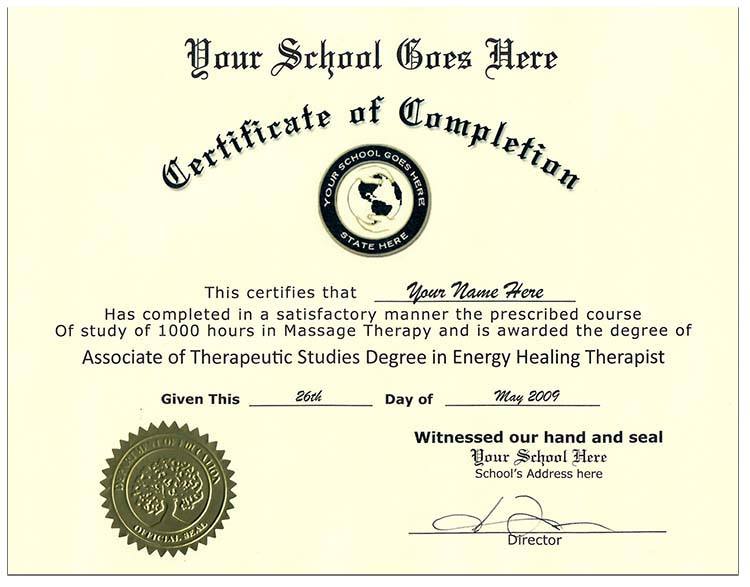 Your School Goes Here
Certificate of Completion
YOUR SCHOOL GOES HERE
STATE HERE
This certifies that Your Name Here
Has completed in a satisfactory manner the prescribed course
Of study of 1000 hours in Massage Therapy and is awarded the degree of
Associate of Therapeutic Studies Degree in Energy Healing Therapist
Given This 26th Day of May 2009
Witnessed our hand and seal
Your School Here
School's Address here
Director
DEPARTMENT OF EDUCATION
OFFICIAL SEAL